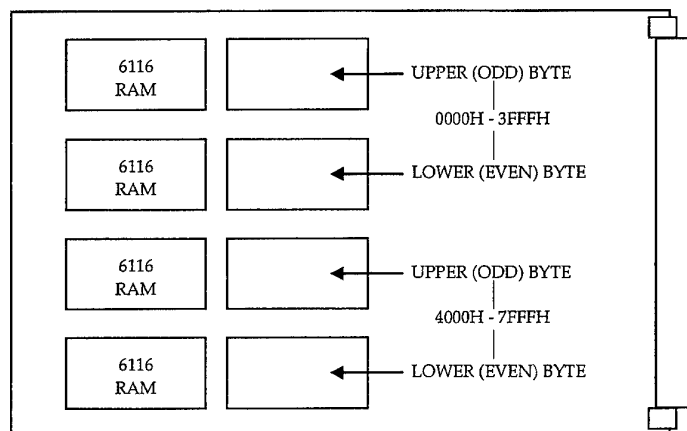 6116
RAM
UPPER (ODD) BYTE
0000H - 3FFFH
6116
RAM
LOWER (EVEN) BYTE
6116
RAM
UPPER (ODD) BYTE
4000H - 7FFFH
6116
RAM
LOWER (EVEN) BYTE